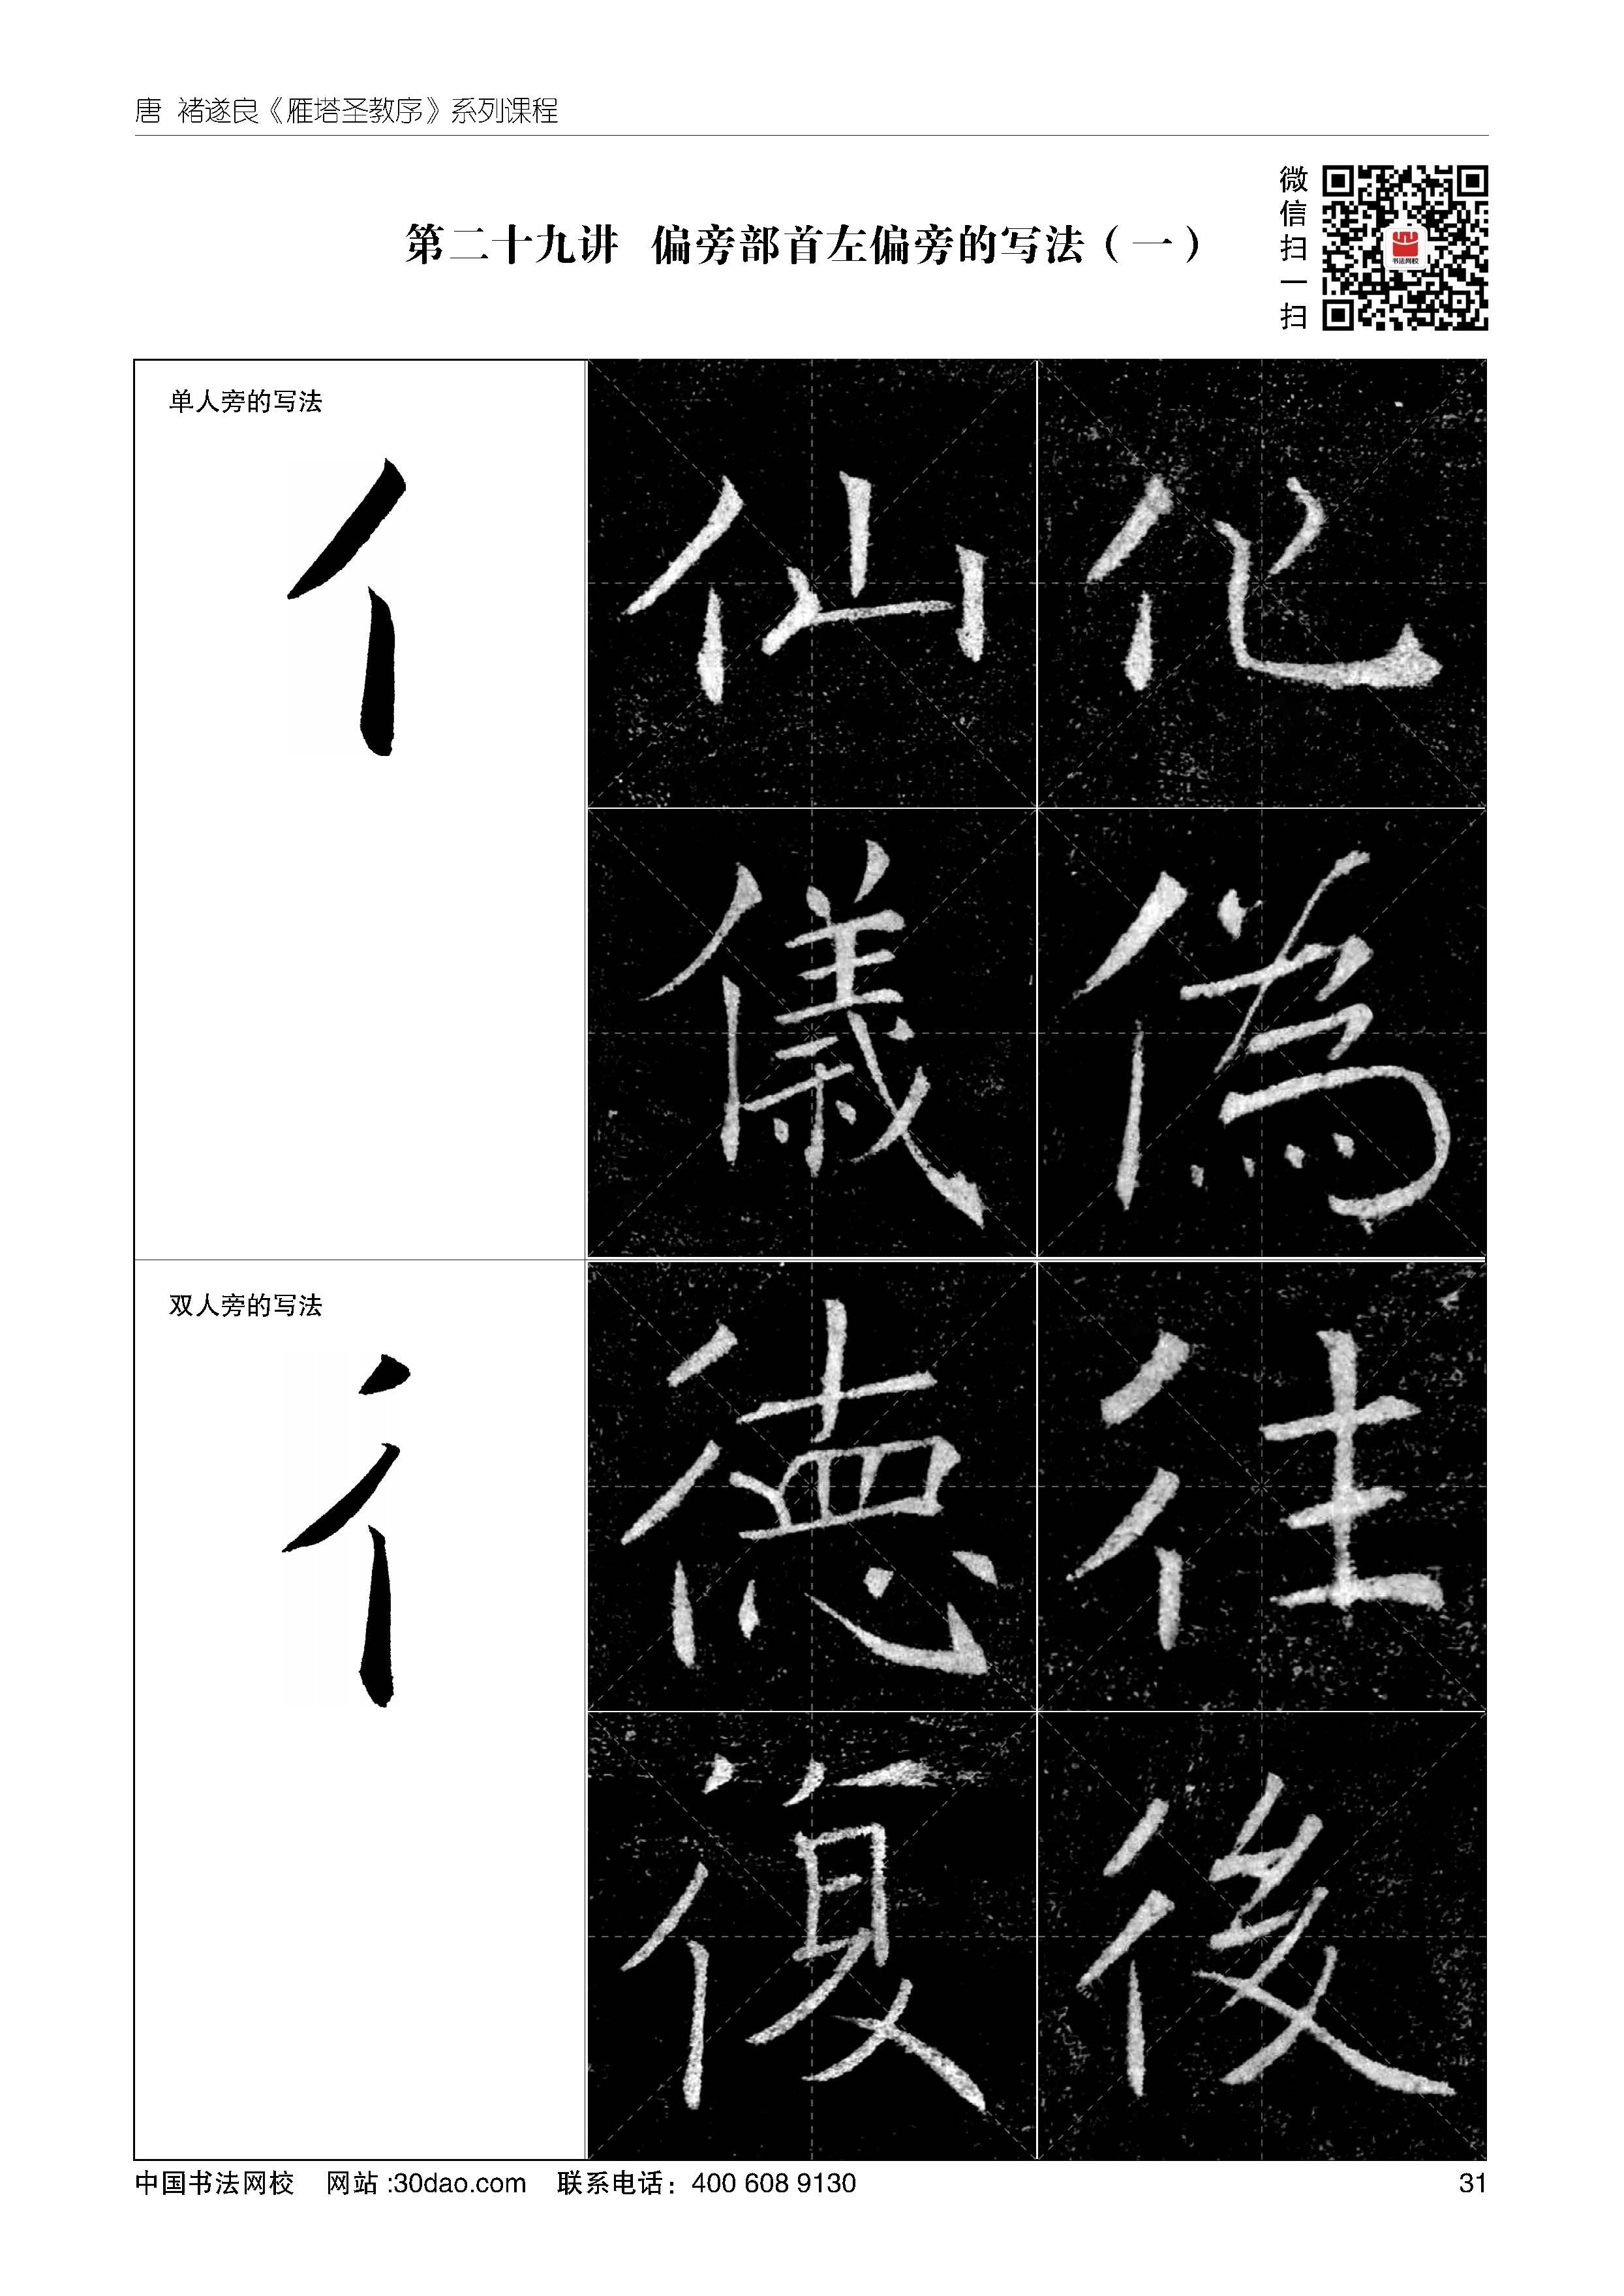 唐 褚遂良《雁塔圣教序》系列课程
第二十九讲 偏旁部首左偏旁的写法（一）
微信扫一扫
书法网校
单人旁的写法
亻
仙 化
儀 偽
双人旁的写法
彳
德 往
復 後
中国书法网校 网站:30dao.com 联系电话：400 608 9130
31